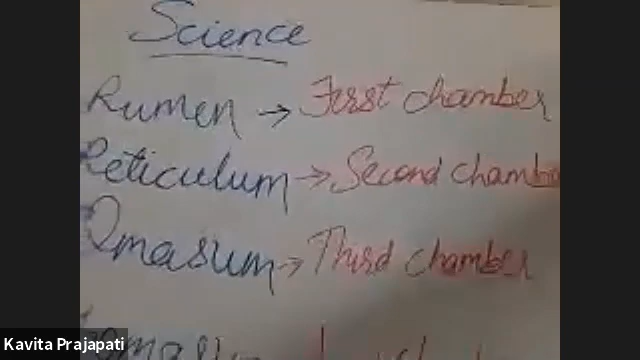 Science
Rumen → First chamber
Reticulum → Second chamb
Omasum → Third chamber
Kavita Prajapati